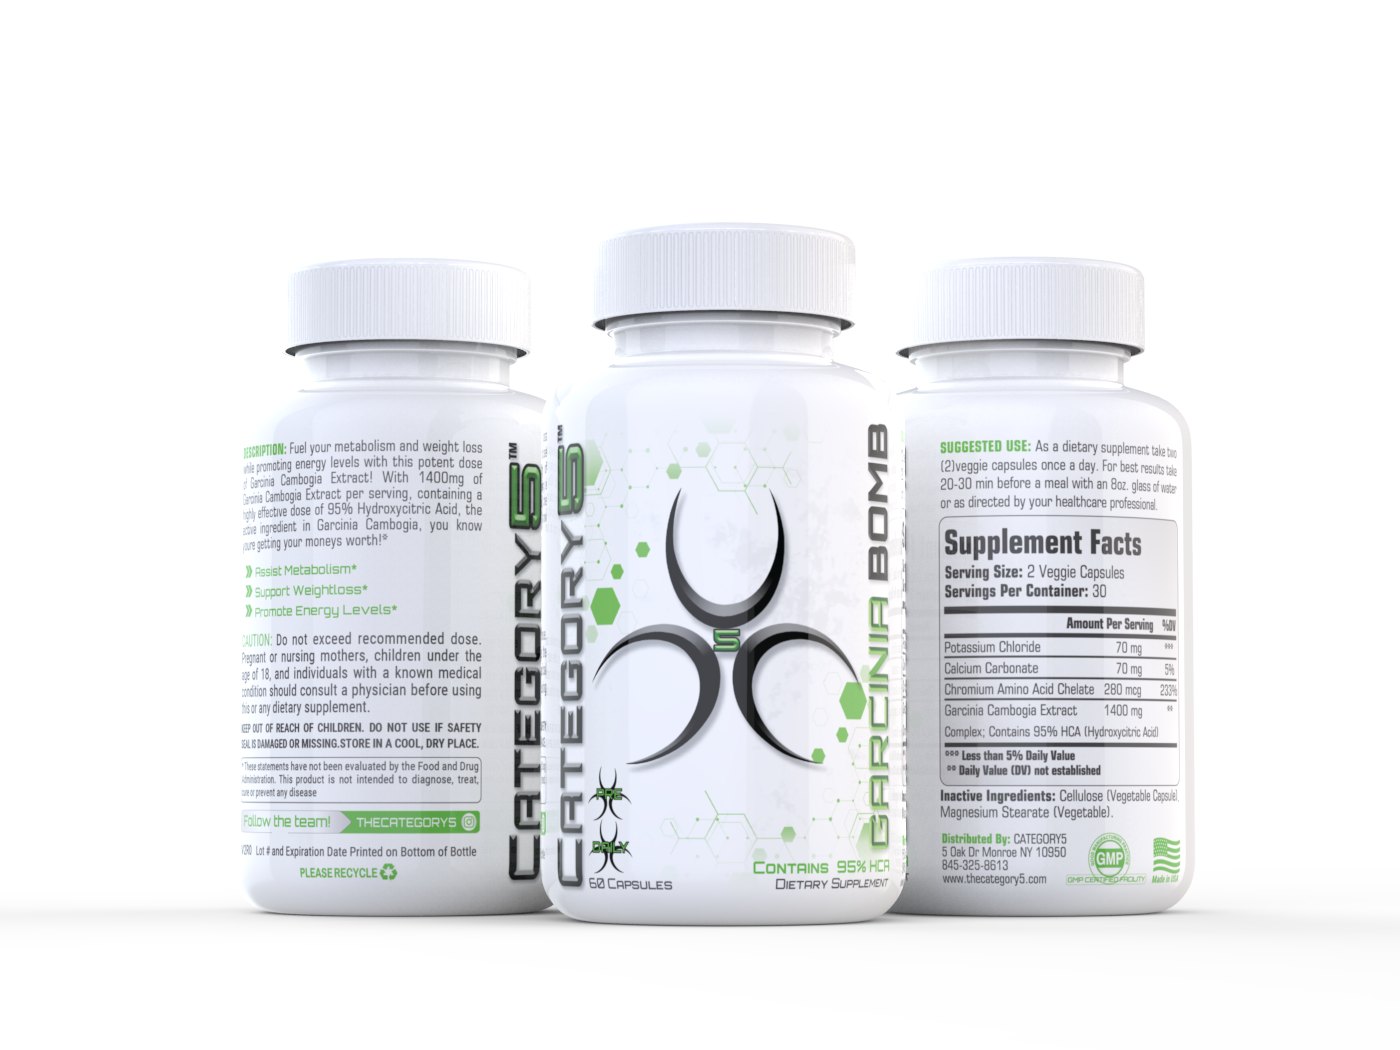 DESCRIPTION: Fuel your metabolism and weight loss
while promoting energy levels with this potent dose
of Garcinia Cambogia Extract! With 1400mg of
Garcinia Cambogia Extract per serving, containing a
highly effective dose of 95% Hydroxycitric Acid, the
active ingredient in Garcinia Cambogia, you know
youre getting your moneys worth!*
Assist Metabolism*
Support Weightloss*
Promote Energy Levels*
CAUTION: Do not exceed recommended dose.
Pregnant or nursing mothers, children under the
age of 18, and individuals with a known medical
condition should consult a physician before using
this or any dietary supplement.
KEEP OUT OF REACH OF CHILDREN. DO NOT USE IF SAFETY
SEAL IS DAMAGED OR MISSING.STORE IN A COOL, DRY PLACE.
* These statements have not been evaluated by the Food and Drug
Administration. This product is not intended to diagnose, treat,
cure or prevent any disease
Follow the team! THECATEGORY5
Lot # and Expiration Date Printed on Bottom of Bottle
PLEASE RECYCLE
CATEGORY5™
CATEGORY5™
5
GARCINIA BOMB
PRE
DAILY
60 Capsules
Contains 95% HCA
Dietary Supplement
SUGGESTED USE: As a dietary supplement take two
(2)veggie capsules once a day. For best results take
20-30 min before a meal with an 8oz. glass of water
or as directed by your healthcare professional.
Supplement Facts
Serving Size: 2 Veggie Capsules
Servings Per Container: 30
Amount Per Serving %DV
Potassium Chloride 70 mg ***
Calcium Carbonate 70 mg 5%
Chromium Amino Acid Chelate 280 mcg 233%
Garcinia Cambogia Extract 1400 mg **
Complex; Contains 95% HCA (Hydroxycitric Acid)
*** Less than 5% Daily Value
** Daily Value (DV) not established
Inactive Ingredients: Cellulose (Vegetable Capsule),
Magnesium Stearate (Vegetable).
Distributed By: CATEGORY5
5 Oak Dr Monroe NY 10950
845-325-8613
www.thecategory5.com
GMP
GMP CERTIFIED FACILITY
Made in USA